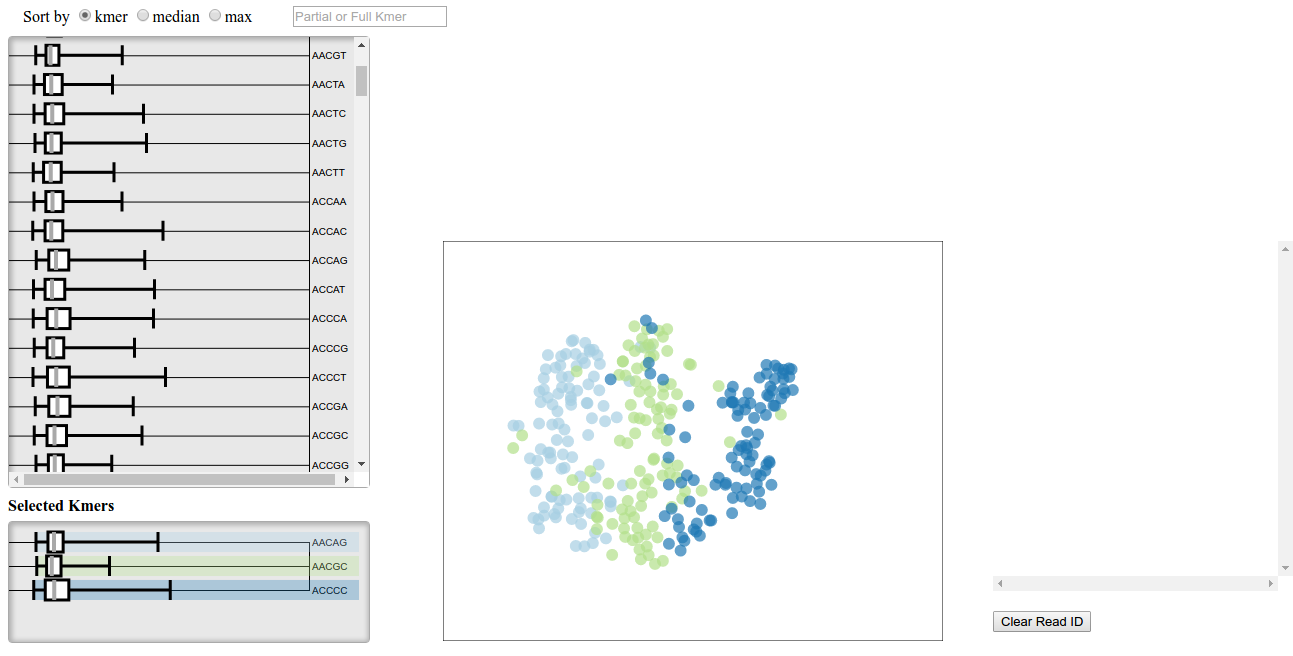 Sort by kmer median max Partial or Full Kmer
AACGT
AACTA
AACTC
AACTG
AACTT
ACCAA
ACCAC
ACCAG
ACCAT
ACCCA
ACCCG
ACCCT
ACCGA
ACCGC
ACCGG
Selected Kmers
AACAG
AACGC
ACCCC
Clear Read ID